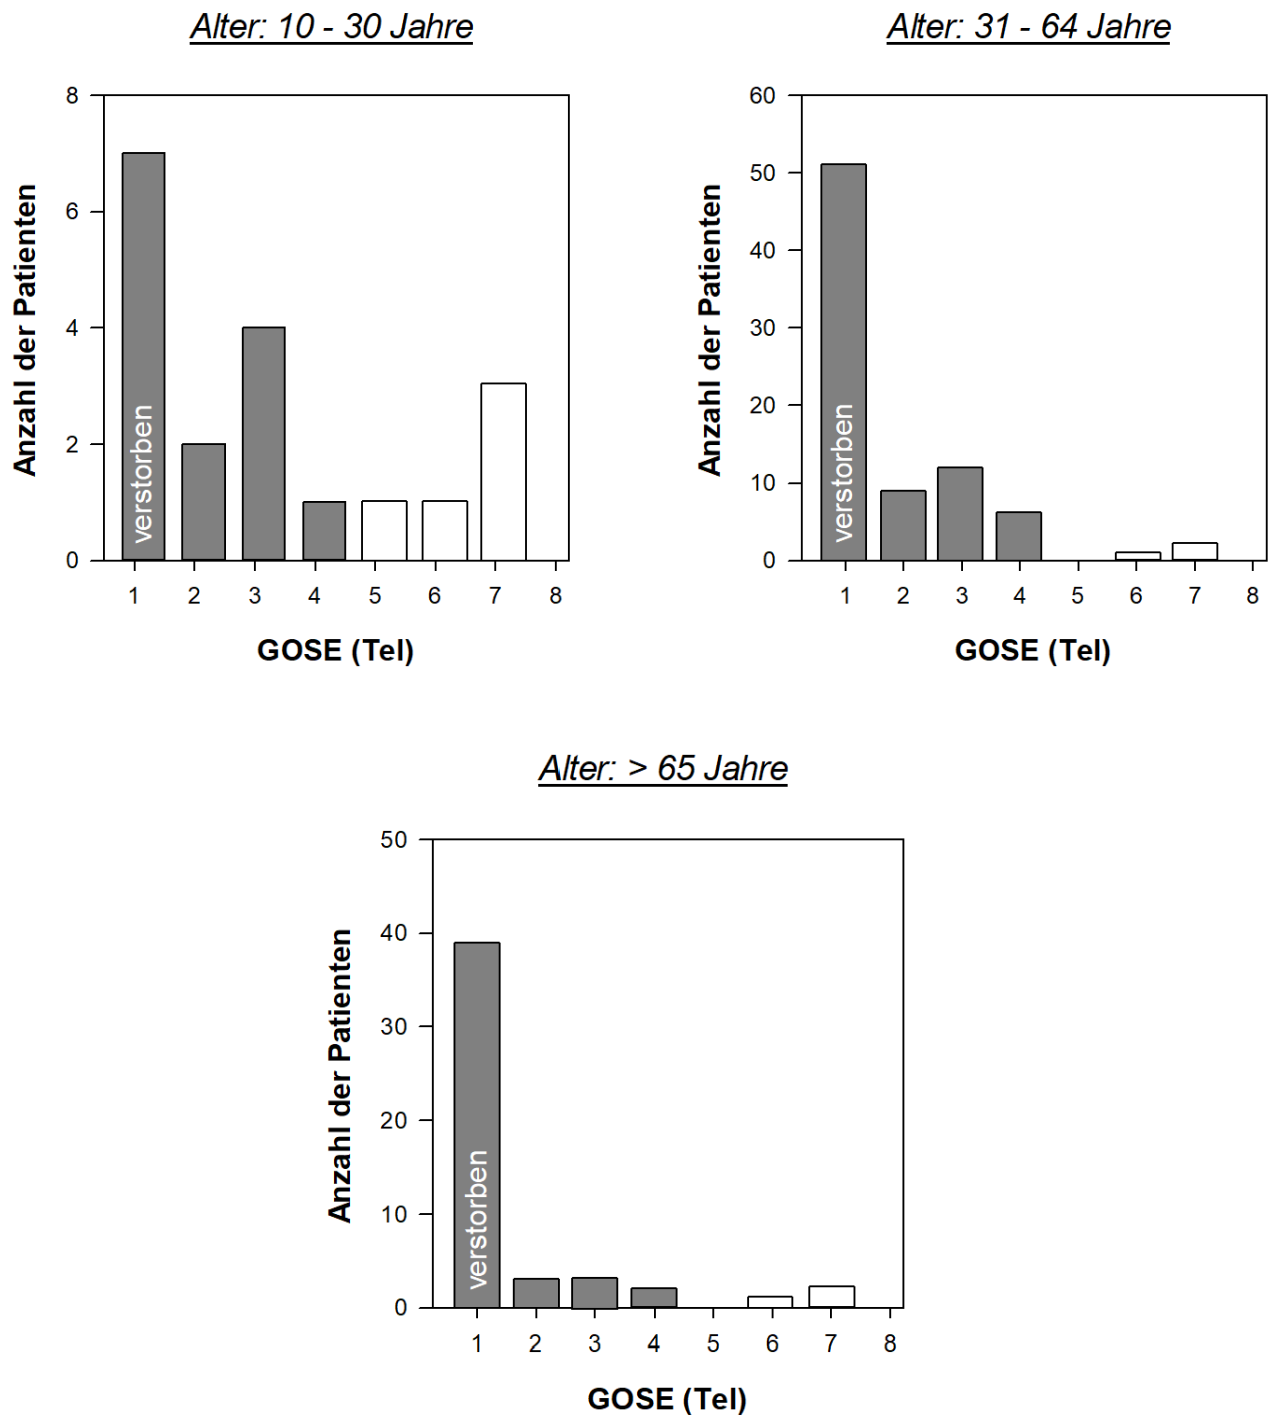 Alter: 10 - 30 Jahre
Anzahl der Patienten
8
6
4
2
0
verstorben
1 2 3 4 5 6 7 8
GOSE (Tel)
Alter: 31 - 64 Jahre
Anzahl der Patienten
60
50
40
30
20
10
0
verstorben
1 2 3 4 5 6 7 8
GOSE (Tel)
Alter: > 65 Jahre
Anzahl der Patienten
50
40
30
20
10
0
verstorben
1 2 3 4 5 6 7 8
GOSE (Tel)